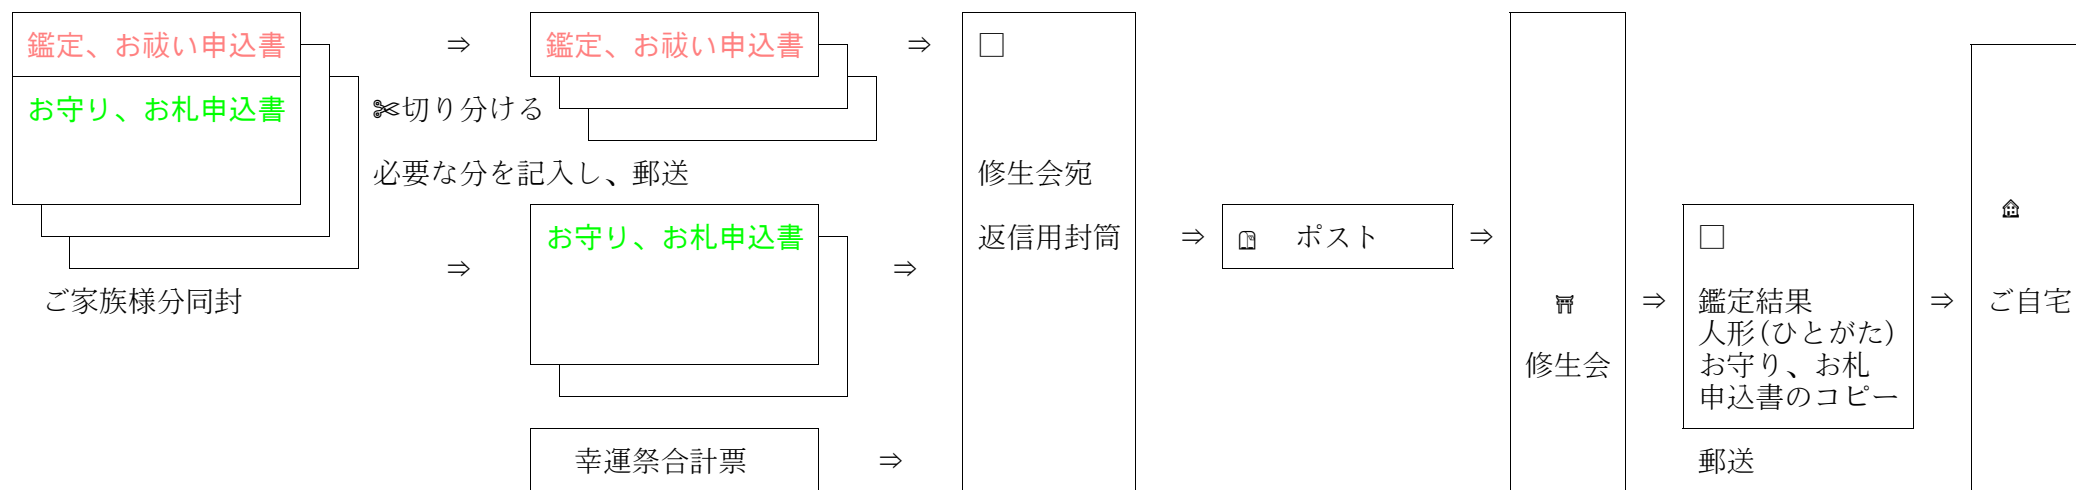 鑑定、お祓い申込書
お守り、お札申込書
ご家族様分同封
⇒
✄切り分ける
必要な分を記入し、郵送
⇒
鑑定、お祓い申込書
お守り、お札申込書
幸運祭合計票
⇒
⇒
⇒
□
修生会宛
返信用封筒
⇒
ポスト
⇒
修生会
⇒
□
鑑定結果
人形(ひとがた)
お守り、お札
申込書のコピー
郵送
⇒
ご自宅